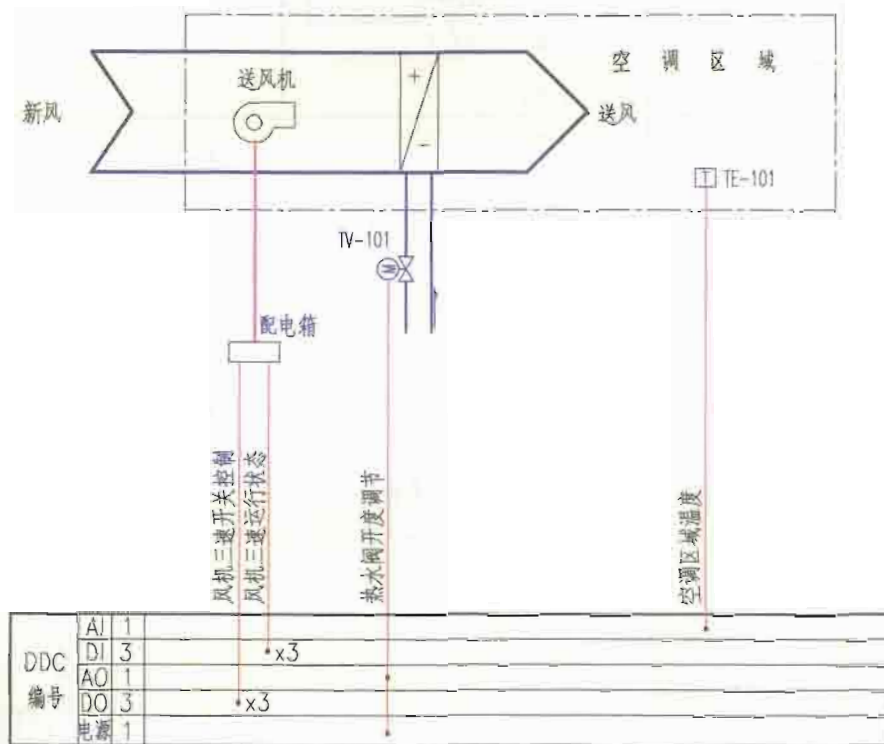 空调区域
送风机
新风
+
−
送风
T TE-101
TV-101
M
配电箱
风机三速开关控制
风机三速运行状态
热水阀开度调节
空调区域温度
DDC
编号
AI 1
DI 3 x3
AO 1
DO 3 x3
电源 1